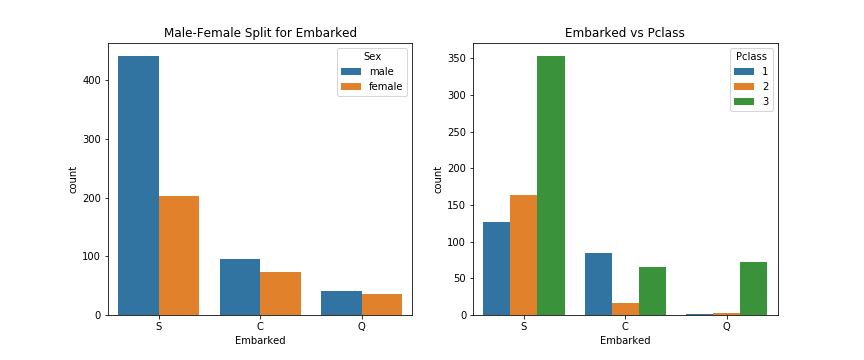 Male-Female Split for Embarked
Sex
male
female
400
300
200
100
0
count
S
C
Q
Embarked
Embarked vs Pclass
Pclass
1
2
3
350
300
250
200
150
100
50
0
count
S
C
Q
Embarked